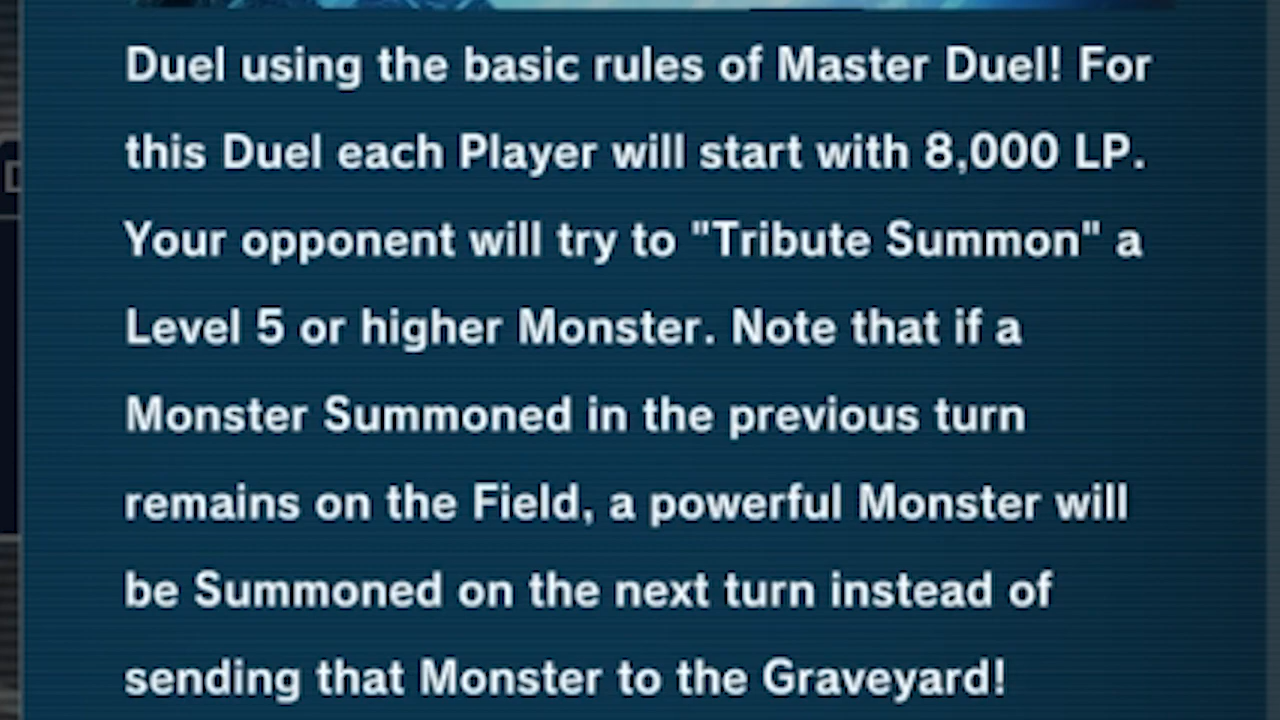 Duel using the basic rules of Master Duel! For
this Duel each Player will start with 8,000 LP.
Your opponent will try to "Tribute Summon" a
Level 5 or higher Monster. Note that if a
Monster Summoned in the previous turn
remains on the Field, a powerful Monster will
be Summoned on the next turn instead of
sending that Monster to the Graveyard!